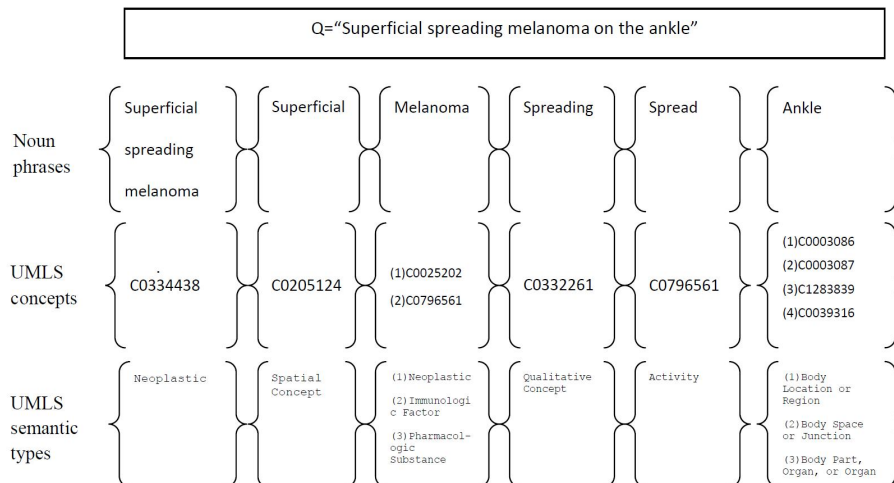 Q=“Superficial spreading melanoma on the ankle”
Noun
phrases
Superficial
spreading
melanoma
Superficial
Melanoma
Spreading
Spread
Ankle
UMLS
concepts
C0334438
C0205124
(1)C0025202
(2)C0796561
C0332261
C0796561
(1)C0003086
(2)C0003087
(3)C1283839
(4)C0039316
UMLS
semantic
types
Neoplastic
Spatial
Concept
(1)Neoplastic
(2)Immunologi
c Factor
(3)Pharmacol-
ogic
Substance
Qualitative
Concept
Activity
(1)Body
Location or
Region
(2)Body Space
or Junction
(3)Body Part,
Organ, or Organ